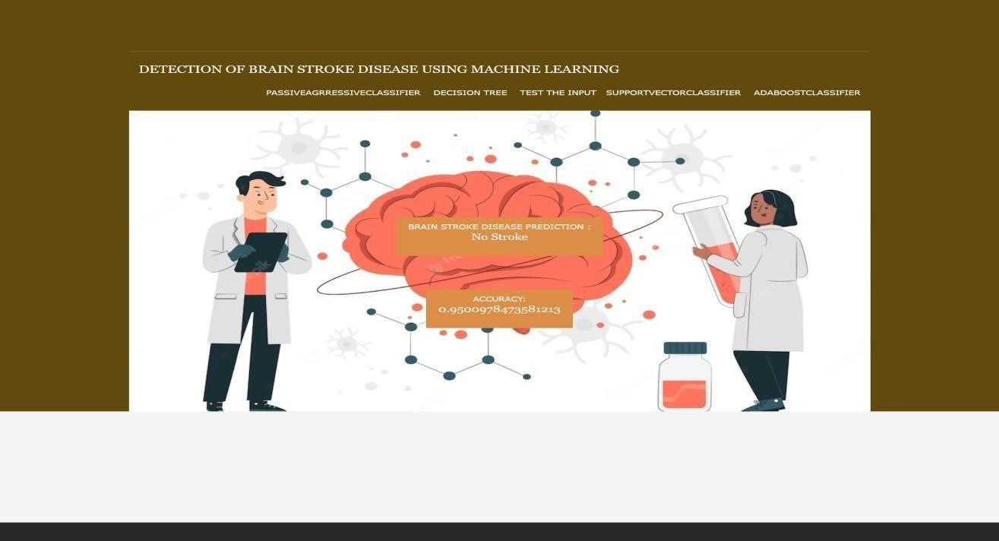 DETECTION OF BRAIN STROKE DISEASE USING MACHINE LEARNING
PASSIVEAGRRESSIVECLASSIFIER DECISION TREE TEST THE INPUT SUPPORTVECTORCLASSIFIER ADABOOSTCLASSIFIER
BRAIN STROKE DISEASE PREDICTION :
No Stroke
ACCURACY:
0.9500978473581213